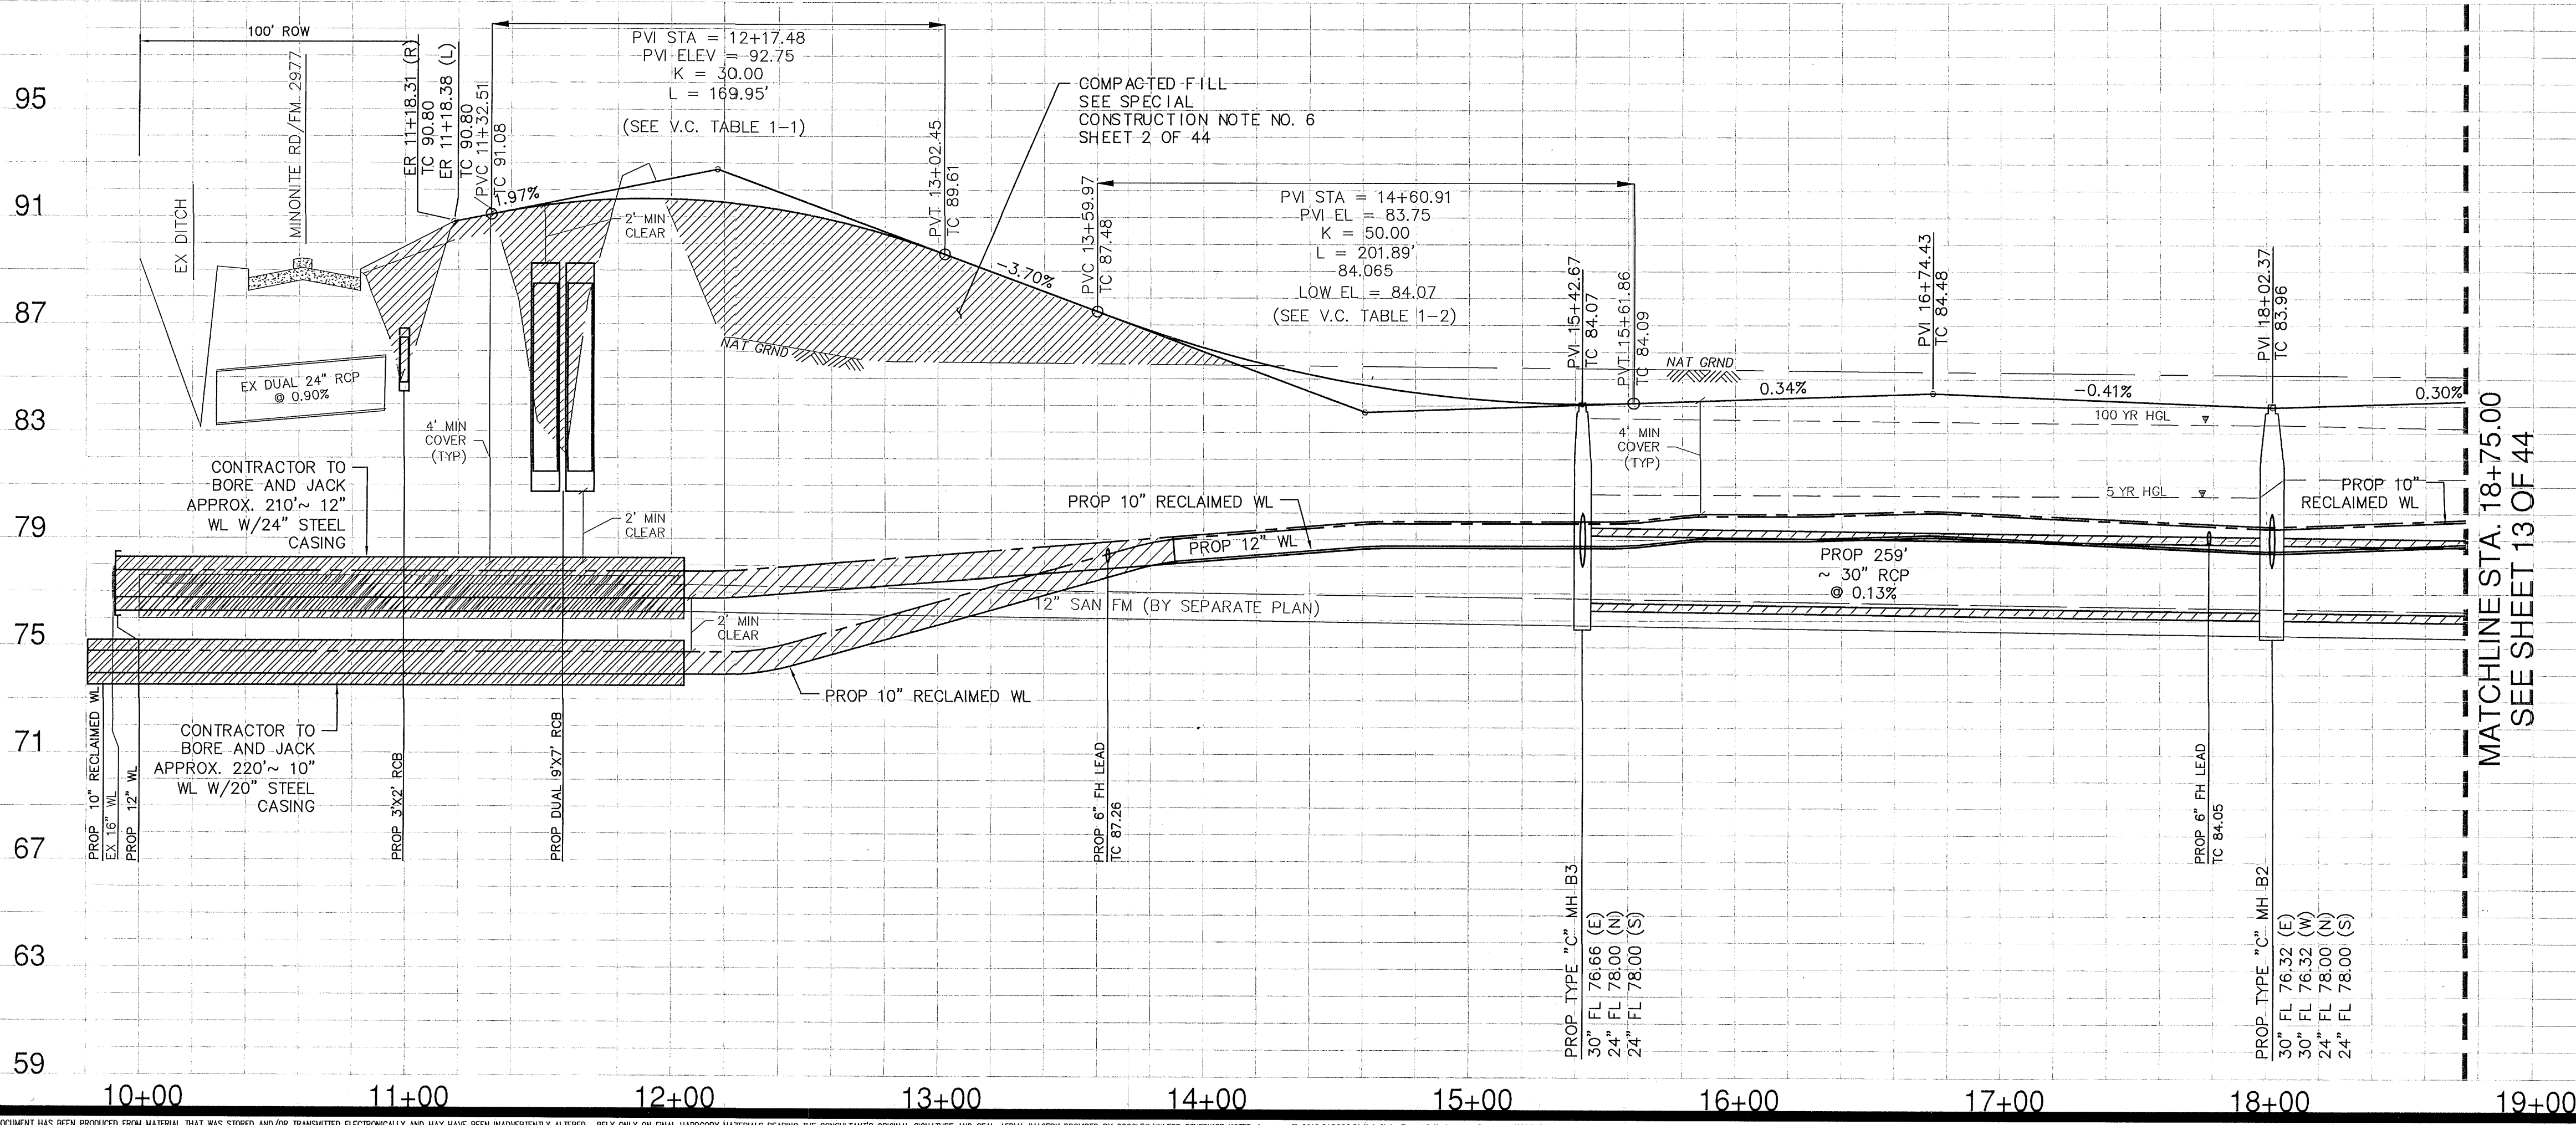 100' ROW
MINONITE RD/FM 2977
EX DITCH
ER 11+18.31 (R)
TC 90.80
ER 11+18.38 (L)
TC 90.80
PVC 11+32.51
TC 91.08
PVI STA = 12+17.48
PVI ELEV = 92.75
K = 30.00
L = 169.95'
(SEE V.C. TABLE 1-1)
1.97%
2' MIN
CLEAR
PVT 13+02.45
TC 89.61
COMPACTED FILL
SEE SPECIAL
CONSTRUCTION NOTE NO. 6
SHEET 2 OF 44
-3.70%
PVC 13+59.97
TC 87.48
PVI STA = 14+60.91
PVI EL = 83.75
K = 50.00
L = 201.89'
84.065
LOW EL = 84.07
(SEE V.C. TABLE 1-2)
PVI 15+42.67
TC 84.07
PVT 15+61.86
TC 84.09
PVI 16+74.43
TC 84.48
PVI 18+02.37
TC 83.96
95
91
87
83
79
75
71
67
63
59
NAT GRND
NAT GRND
0.34%
-0.41%
0.30%
100 YR HGL
5 YR HGL
EX DUAL 24" RCP
@ 0.90%
4' MIN
COVER
(TYP)
4' MIN
COVER
(TYP)
CONTRACTOR TO
BORE AND JACK
APPROX. 210'~ 12"
WL W/24" STEEL
CASING
2' MIN
CLEAR
PROP 10" RECLAIMED WL
PROP 12" WL
PROP 10"
RECLAIMED WL
PROP 259'
~ 30" RCP
@ 0.13%
12" SAN FM (BY SEPARATE PLAN)
2' MIN
CLEAR
PROP 10" RECLAIMED WL
CONTRACTOR TO
BORE AND JACK
APPROX. 220'~ 10"
WL W/20" STEEL
CASING
PROP 10" RECLAIMED WL
EX 16" WL
PROP 12" WL
PROP 3'X2' RCB
PROP DUAL 9'X7' RCB
PROP 6" FH LEAD
TC 87.26
PROP TYPE "C" MH B3
30" FL 76.66 (E)
24" FL 78.00 (N)
24" FL 78.00 (S)
PROP 6" FH LEAD
TC 84.05
PROP TYPE "C" MH B2
30" FL 76.32 (E)
30" FL 76.32 (W)
24" FL 78.00 (N)
24" FL 78.00 (S)
MATCHLINE STA. 18+75.00
SEE SHEET 13 OF 44
10+00 11+00 12+00 13+00 14+00 15+00 16+00 17+00 18+00 19+00